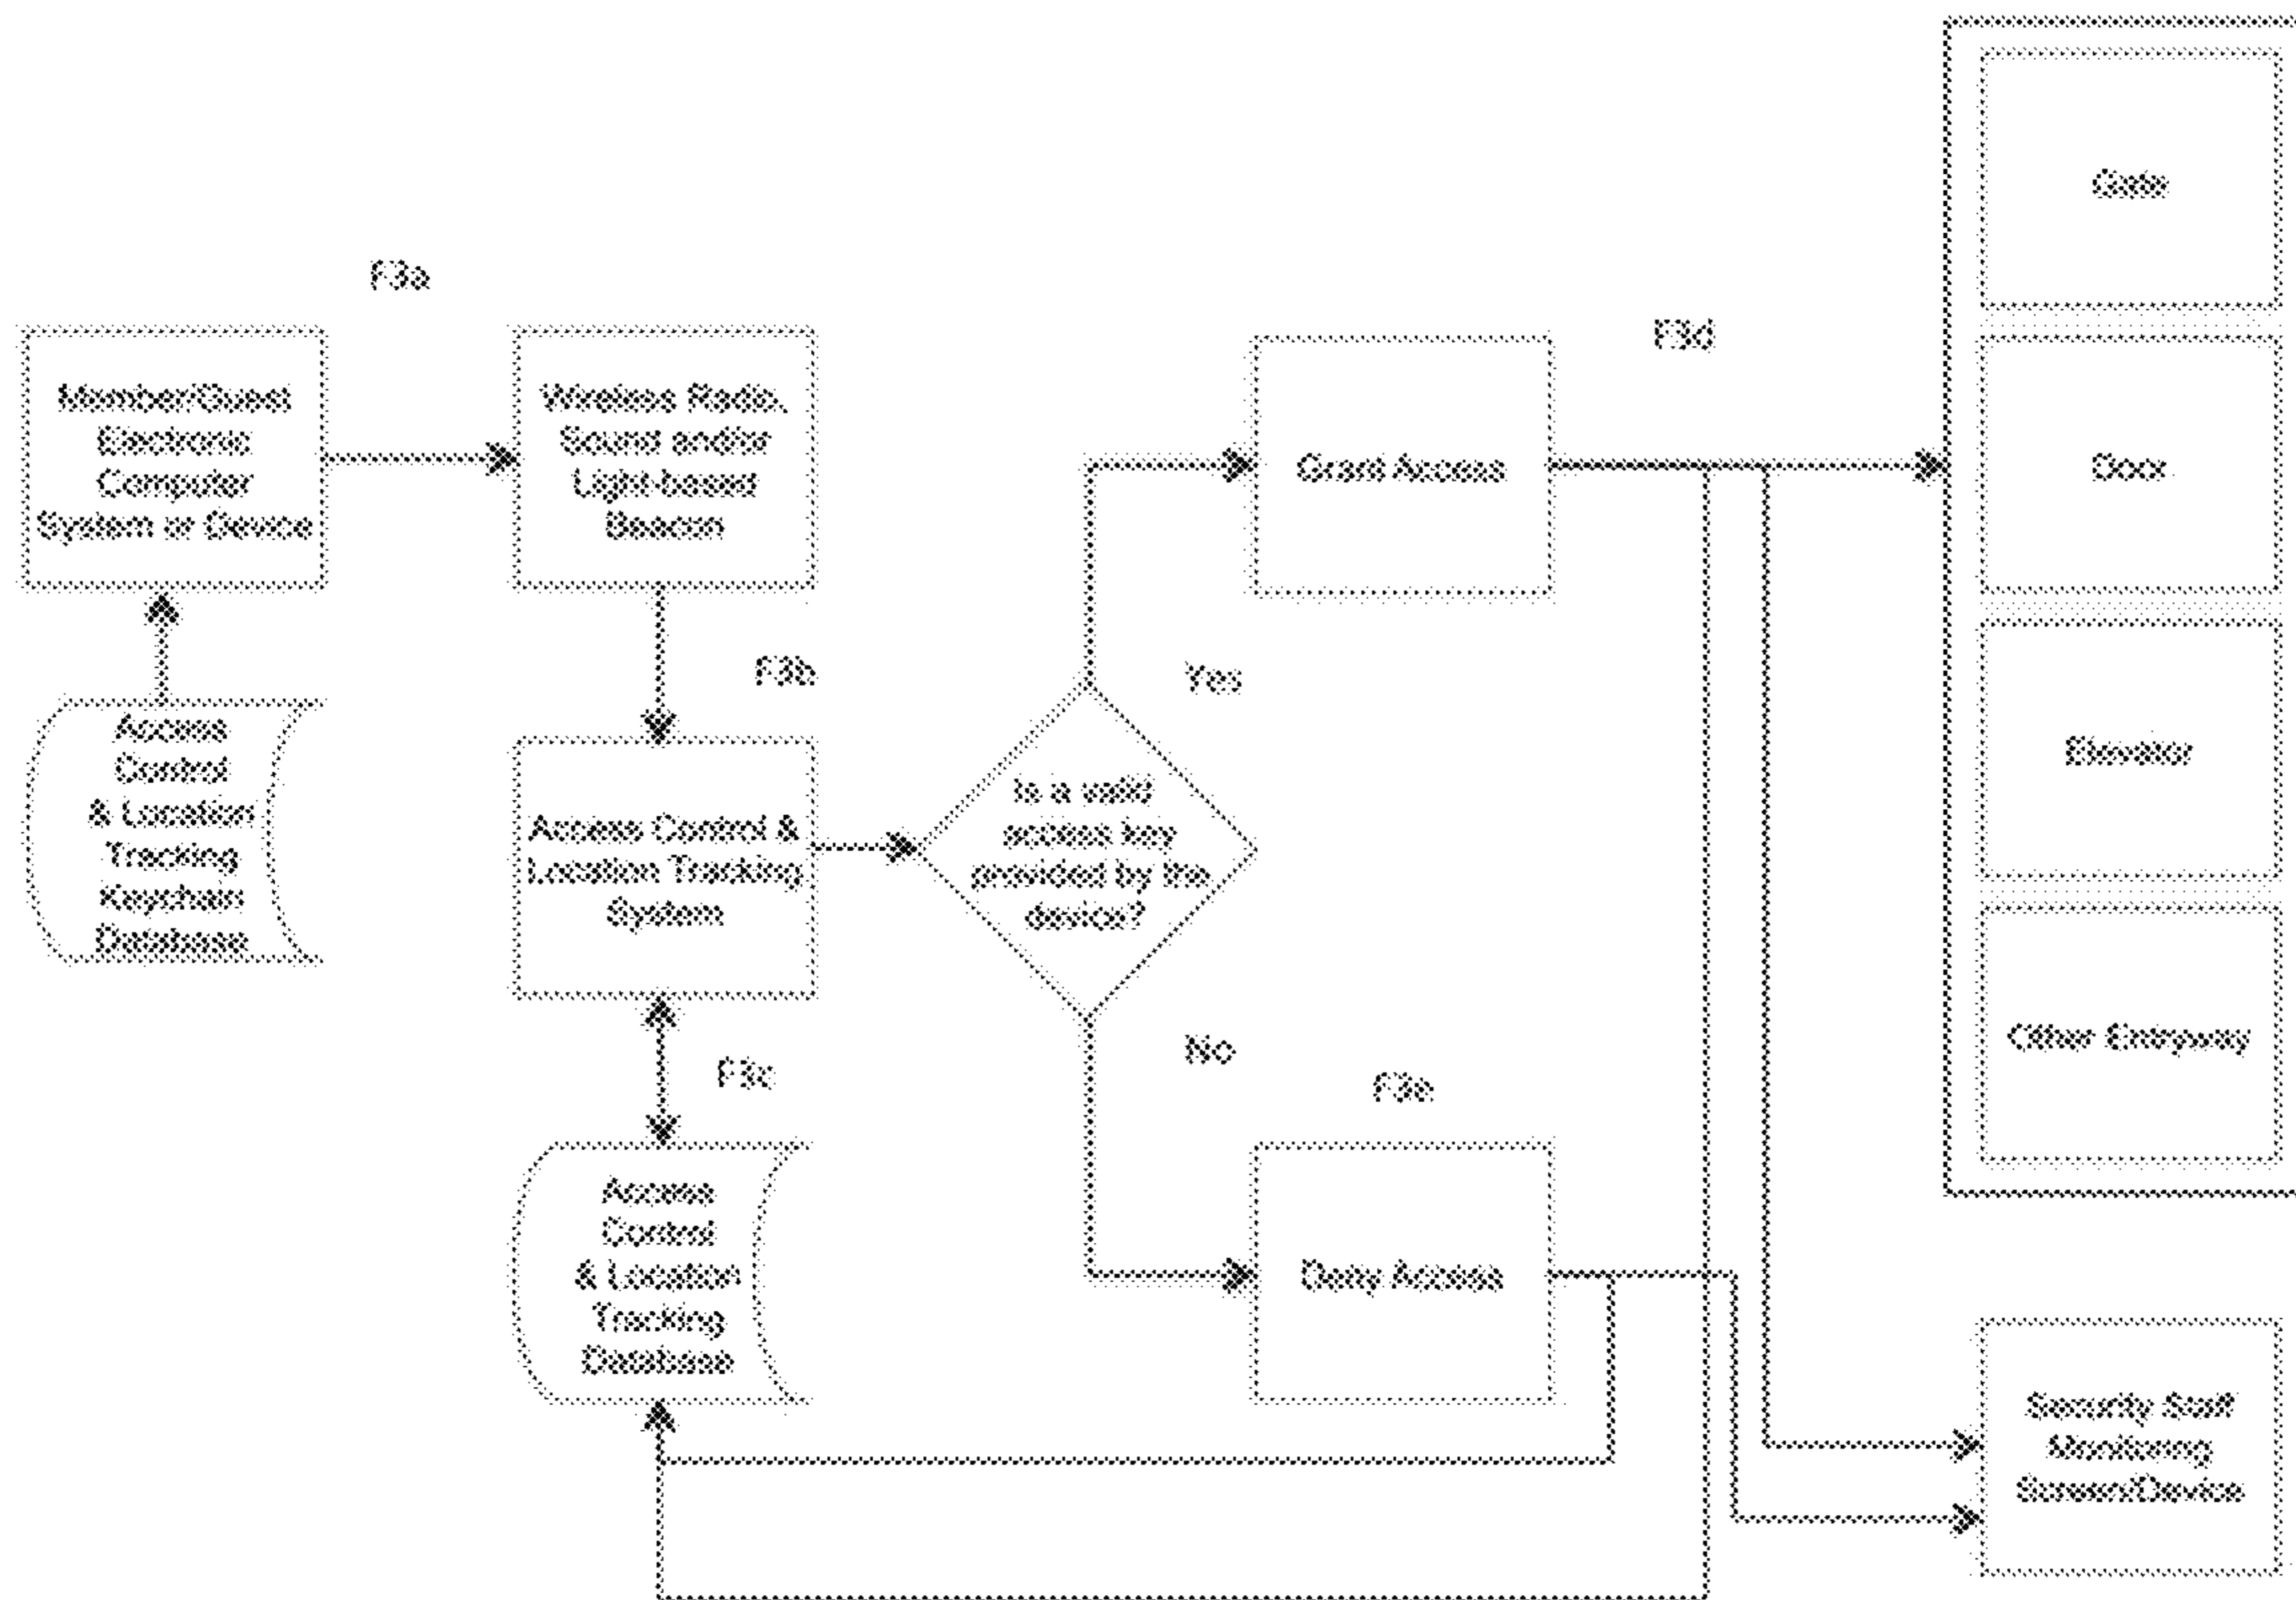 F3a
Member/Guest
Electronic
Computer
System or Device
Wireless Radio,
Sound and/or
Light-based
Beacon
F3b
Access
Control
& Location
Tracking
Keychain
Database
Access Control &
Location Tracking
System
F3c
Access
Control
& Location
Tracking
Database
Is a valid
access key
provided by the
device?
Yes
No
Grant Access
F3d
F3e
Deny Access
Gate
Door
Elevator
Other Entryway
Security Staff
Monitoring
Screen/Device